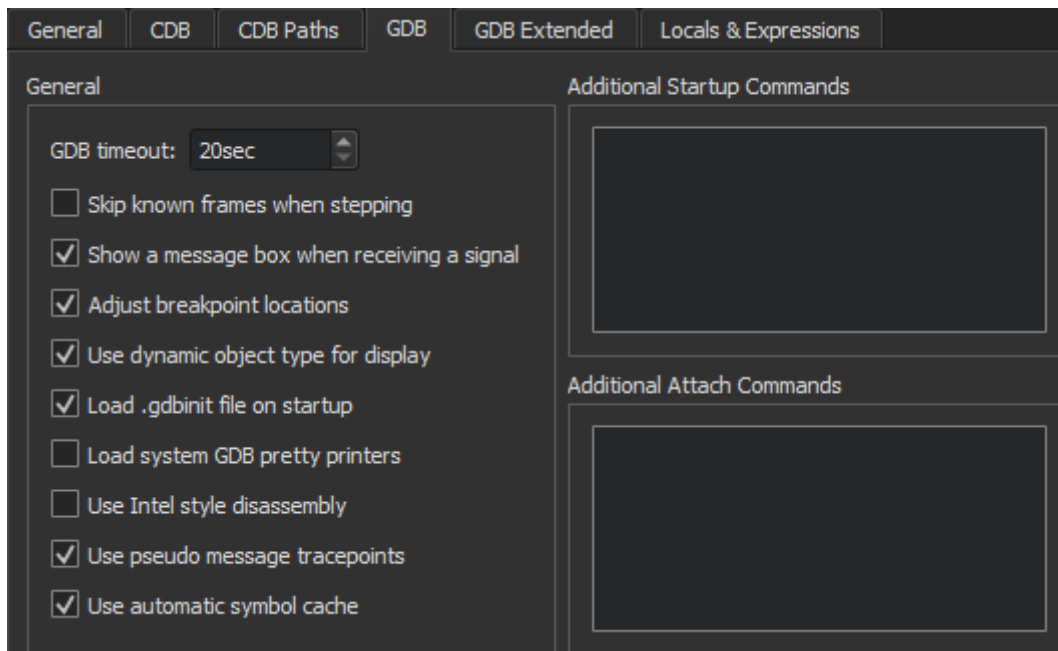 General
CDB
CDB Paths
GDB
GDB Extended
Locals & Expressions
General
GDB timeout: 20sec
Skip known frames when stepping
Show a message box when receiving a signal
Adjust breakpoint locations
Use dynamic object type for display
Load .gdbinit file on startup
Load system GDB pretty printers
Use Intel style disassembly
Use pseudo message tracepoints
Use automatic symbol cache
Additional Startup Commands
Additional Attach Commands